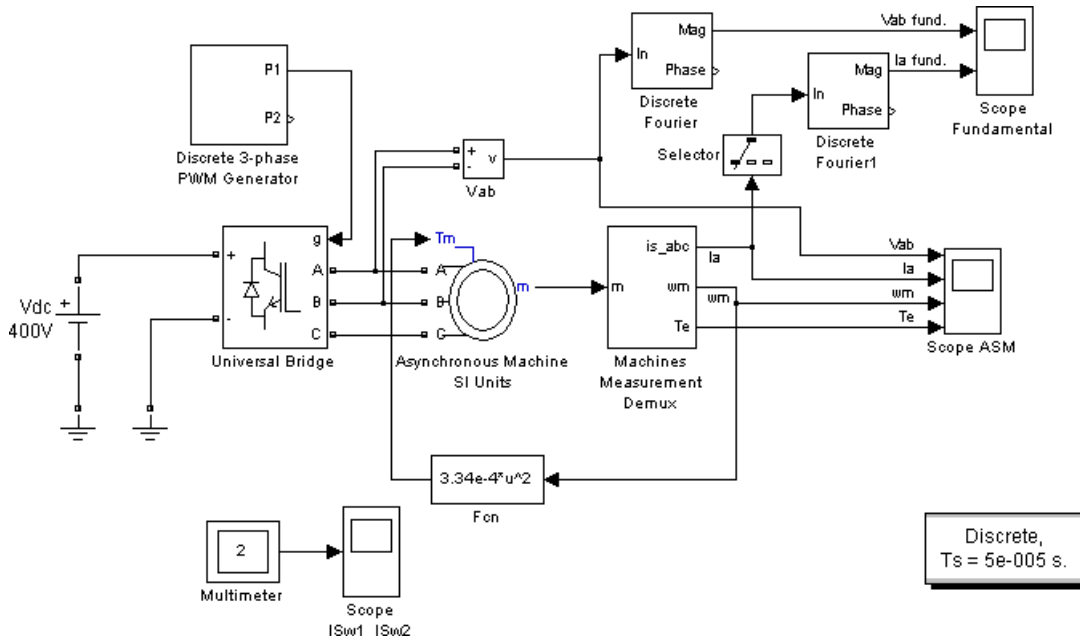 Vab fund.
Mag
In
Phase
Discrete
Fourier
Ia fund.
Mag
In
Phase
Discrete
Fourier1
Scope
Fundamental
P1
P2
Discrete 3-phase
PWM Generator
Selector
+
-
v
Vab
g
+
-
A
B
C
Universal Bridge
Vdc +
400V
Tm
A
B
C
m
Asynchronous Machine
SI Units
m
is_abc
wm
Te
Machines
Measurement
Demux
Ia
wm
Vab
Ia
wm
Te
Scope ASM
3.34e-4*u^2
Fcn
2
Multimeter
Scope
ISw1 ISw2
Discrete,
Ts = 5e-005 s.